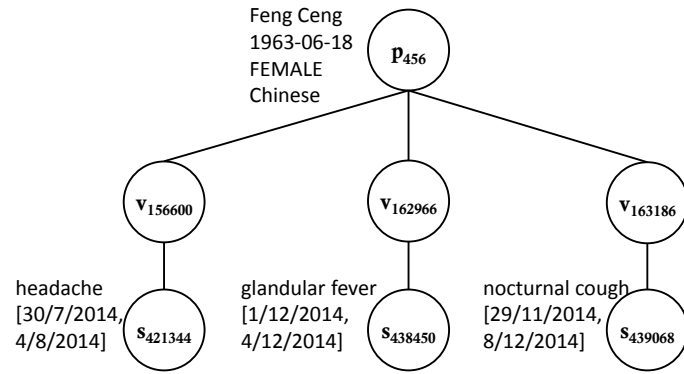 Feng Ceng
1963-06-18
FEMALE
Chinese
p456
v156600
v162966
v163186
headache
[30/7/2014,
4/8/2014]
s421344
glandular fever
[1/12/2014,
4/12/2014]
s438450
nocturnal cough
[29/11/2014,
8/12/2014]
s439068